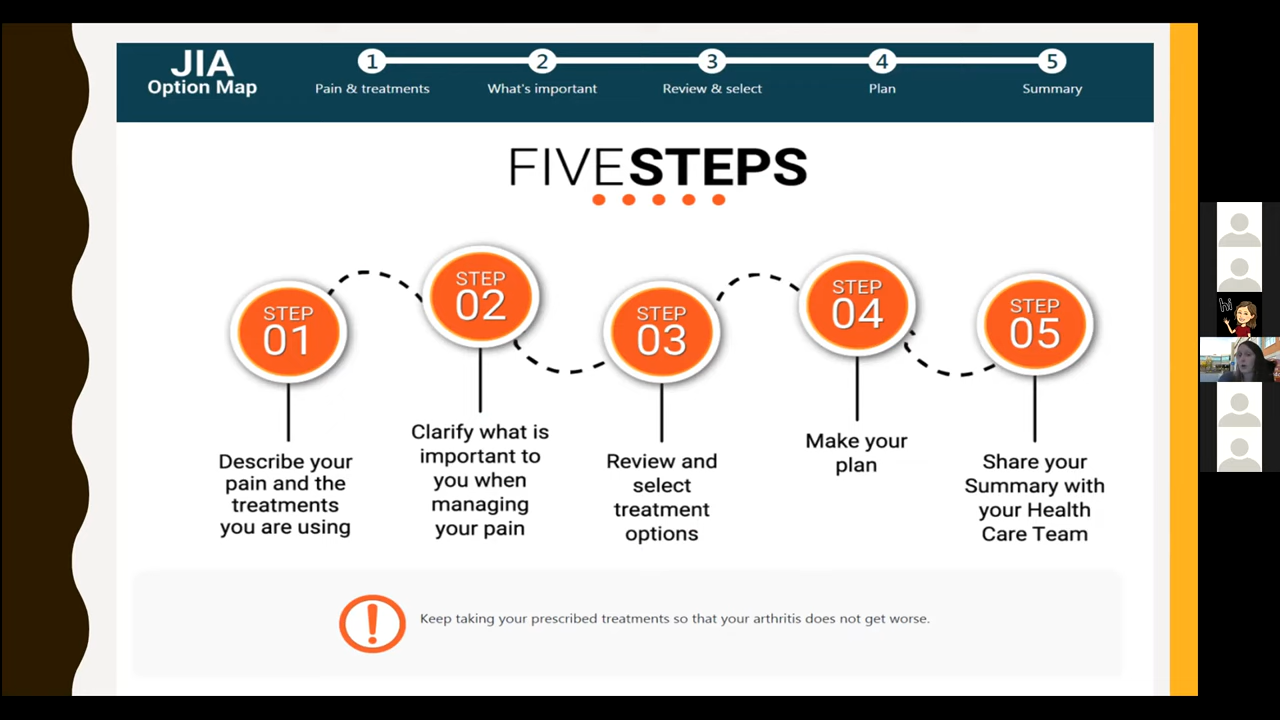 JIA
Option Map
1
2
3
4
5
Pain & treatments
What's important
Review & select
Plan
Summary
FIVESTEPS
STEP
01
Describe your
pain and the
treatments
you are using
STEP
02
Clarify what is
important to
you when
managing
your pain
STEP
03
Review and
select
treatment
options
STEP
04
Make your
plan
STEP
05
Share your
Summary with
your Health
Care Team
!
Keep taking your prescribed treatments so that your arthritis does not get worse.
hi